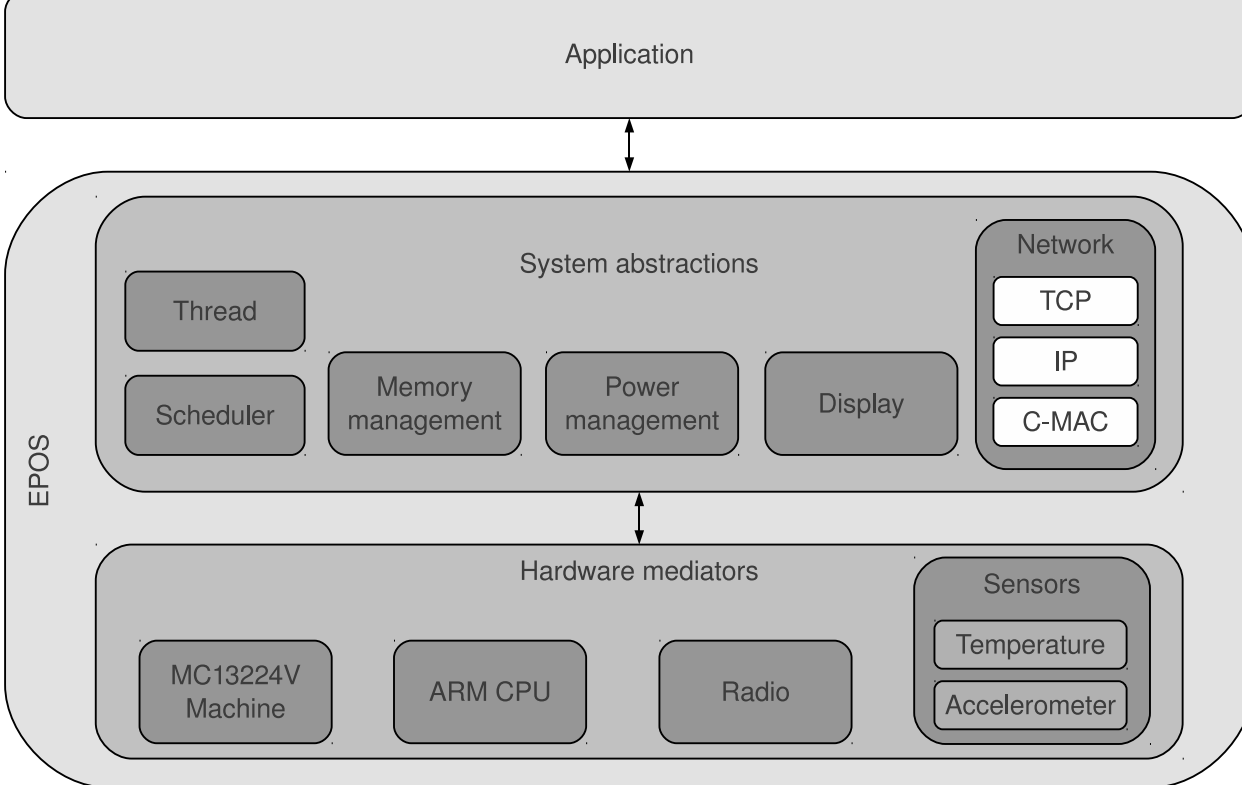 Application
EPOS
System abstractions
Thread
Scheduler
Memory
management
Power
management
Display
Network
TCP
IP
C-MAC
Hardware mediators
MC13224V
Machine
ARM CPU
Radio
Sensors
Temperature
Accelerometer